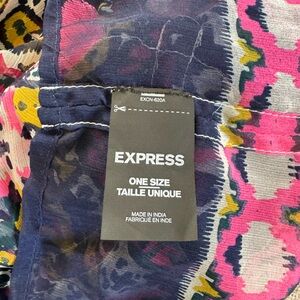 EXCN-620A
EXPRESS
ONE SIZE
TAILLE UNIQUE
MADE IN INDIA
FABRIQUÉ EN INDE